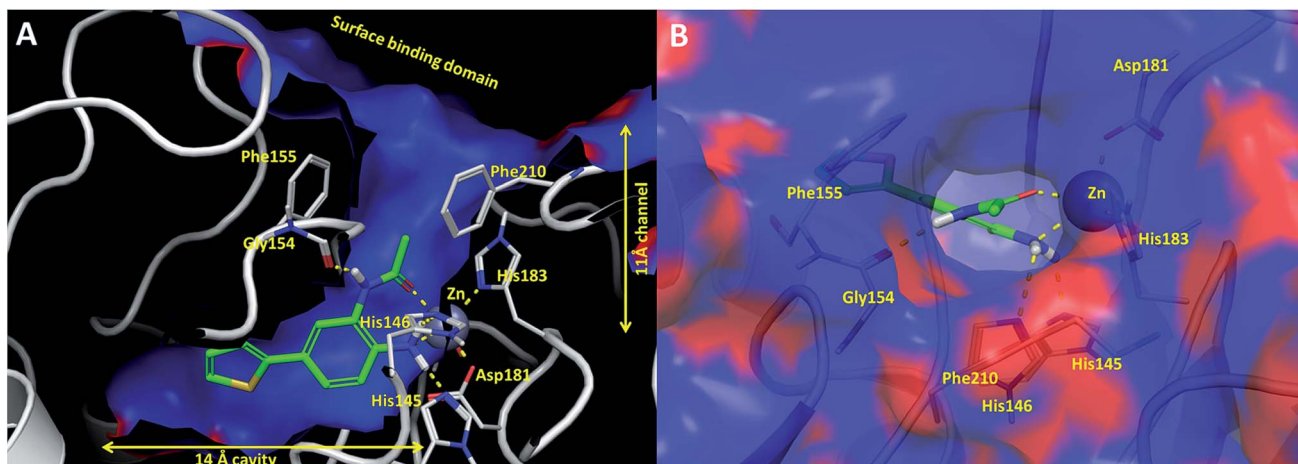 A
Surface binding domain
Phe155
Phe210
Gly154
His183
11Å channel
Zn
His146
Asp181
His145
14 Å cavity
B
Asp181
Phe155
Zn
His183
Gly154
His145
Phe210
His146